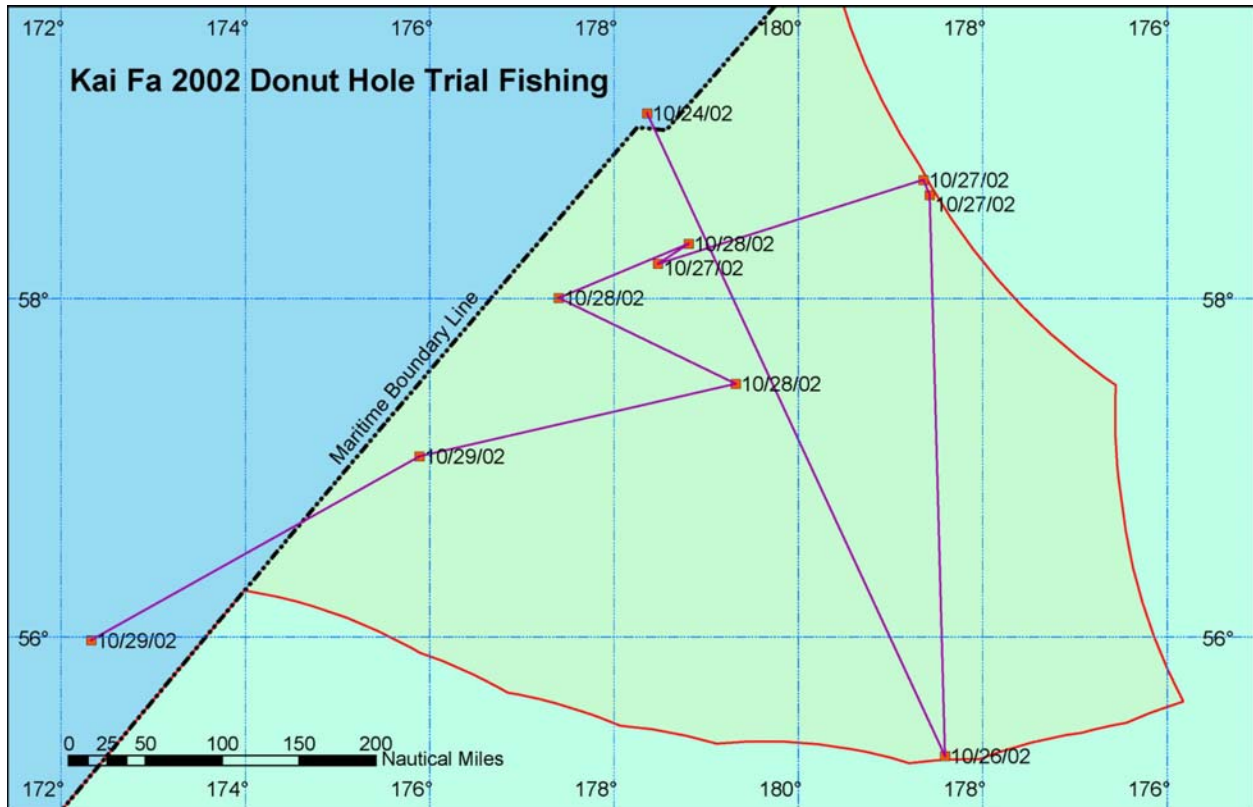 172° 174° 176° 178° 180° 178° 176°
Kai Fa 2002 Donut Hole Trial Fishing
10/24/02
10/27/02
10/27/02
10/28/02
10/27/02
10/28/02
58° 58°
10/28/02
Maritime Boundary Line
10/29/02
56° 56°
10/29/02
0 25 50 100 150 200
Nautical Miles
10/26/02
172° 174° 176° 178° 180° 178° 176°